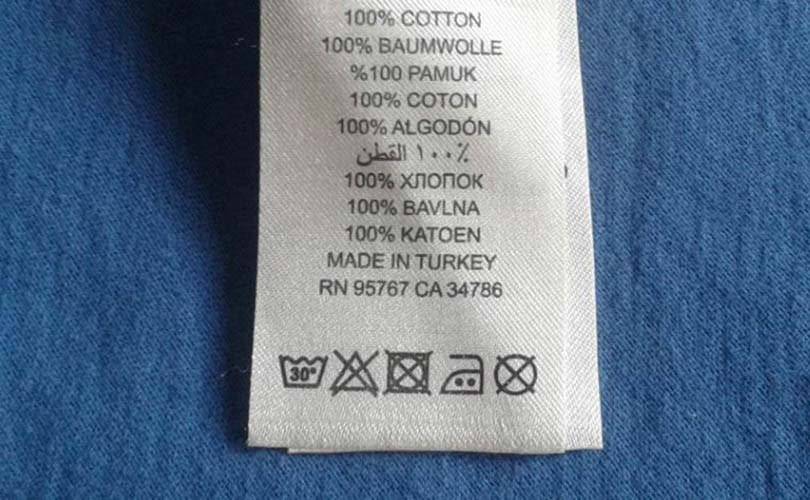 100% COTTON
100% BAUMWOLLE
%100 PAMUK
100% COTON
100% ALGODÓN
٪١٠٠ القطن
100% ХЛОПОК
100% BAVLNA
100% KATOEN
MADE IN TURKEY
RN 95767 CA 34786
30°